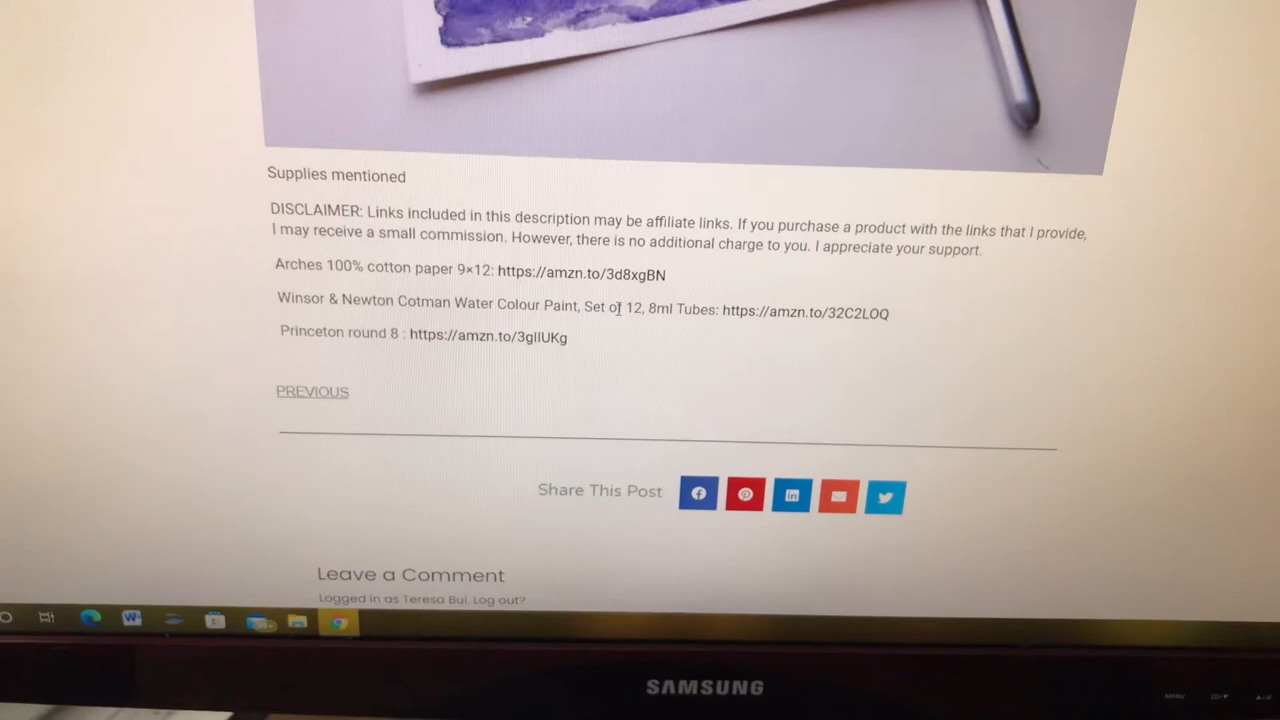 Supplies mentioned
DISCLAIMER: Links included in this description may be affiliate links. If you purchase a product with the links that I provide,
I may receive a small commission. However, there is no additional charge to you. I appreciate your support.
Arches 100% cotton paper 9×12: https://amzn.to/3d8xgBN
Winsor & Newton Cotman Water Colour Paint, Set of 12, 8ml Tubes: https://amzn.to/32C2LOQ
Princeton round 8 : https://amzn.to/3gIIUKg
PREVIOUS
Share This Post
Leave a Comment
Logged in as Teresa Bui. Log out?
SAMSUNG
MENU